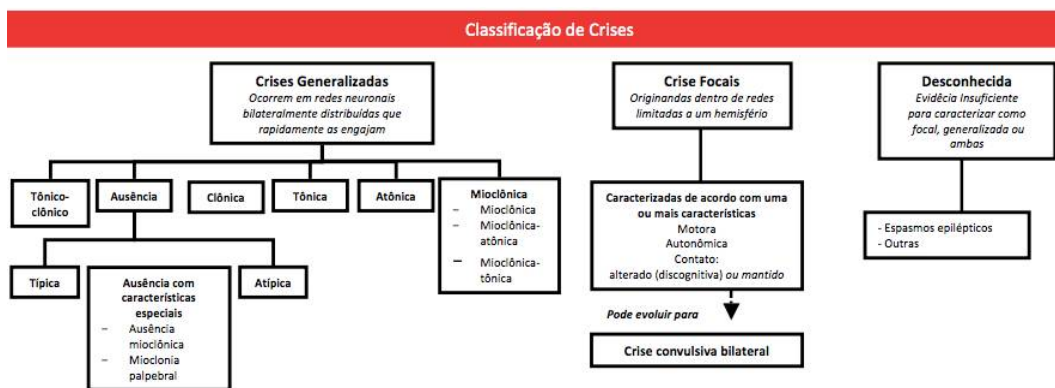 Classificação de Crises
Crises Generalizadas
Ocorrem em redes neuronais
bilateralmente distribuídas que
rapidamente as engajam
Tônico-
clônico
Ausência
Clônica
Tônica
Atônica
Mioclônica
– Mioclônica
– Mioclônica-
atônica
– Mioclônica-
tônica
Típica
Ausência com
características
especiais
– Ausência
mioclônica
– Mioclonia
palpebral
Atípica
Crise Focais
Originandas dentro de redes
limitadas a um hemisfério
Caracterizadas de acordo com uma
ou mais características
Motora
Autonômica
Contato:
alterado (discognitiva) ou mantido
Pode evoluir para
Crise convulsiva bilateral
Desconhecida
Evidêcia Insuficiente
para caracterizar como
focal, generalizada ou
ambas
- Espasmos epilépticos
- Outras